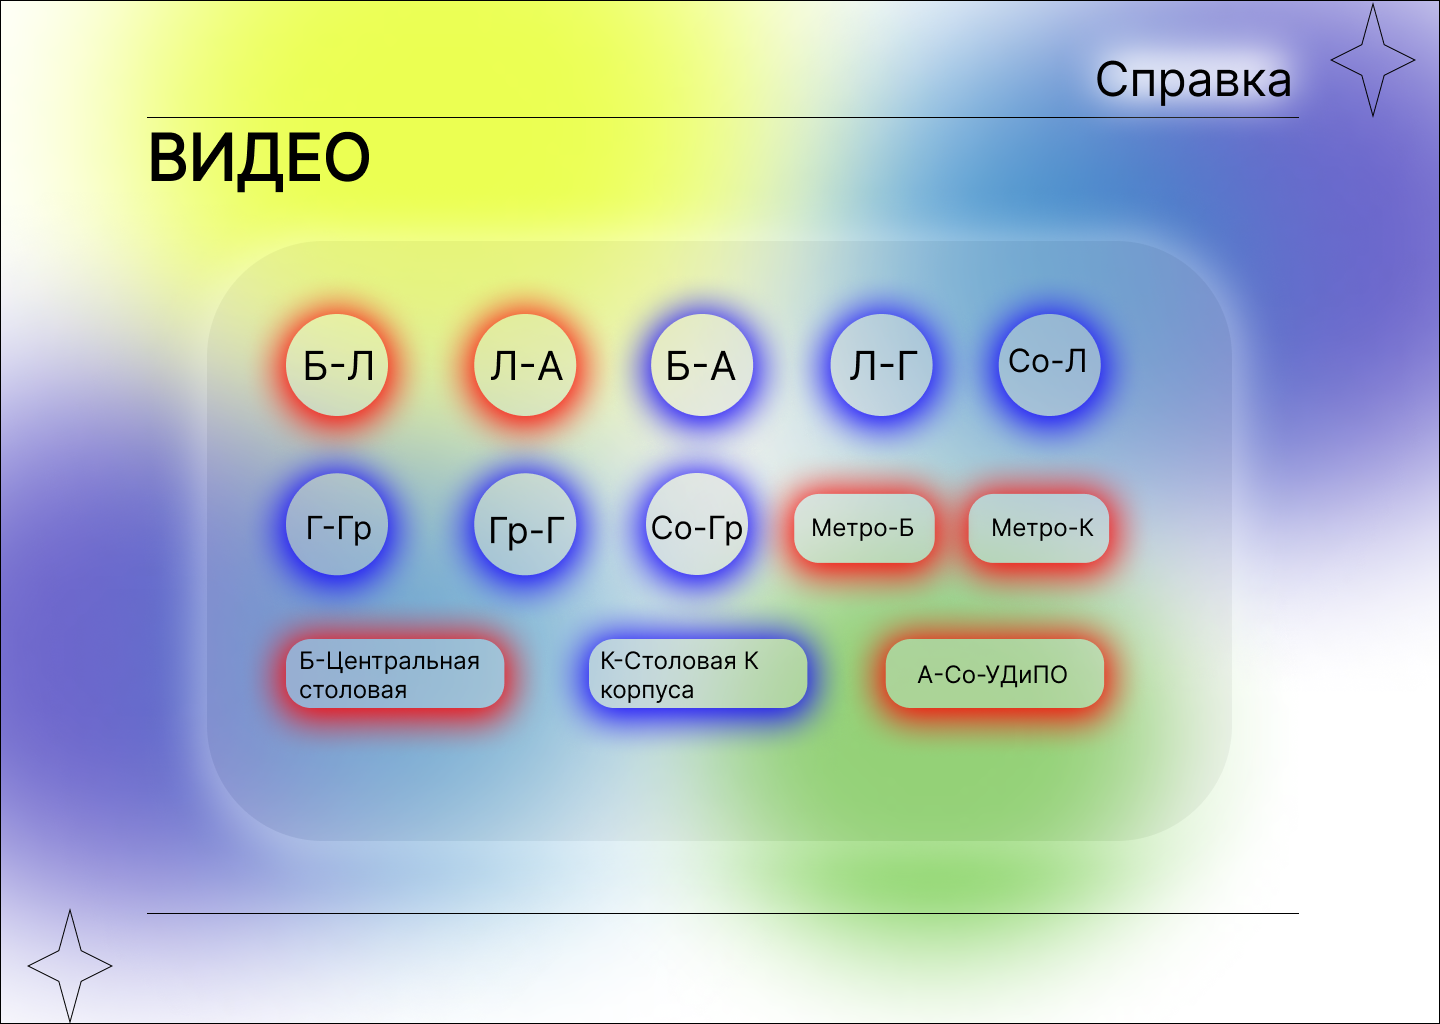 Справка
ВИДЕО
Б-Л
Л-А
Б-А
Л-Г
Со-Л
Г-Гр
Гр-Г
Со-Гр
Метро-Б
Метро-К
Б-Центральная
столовая
К-Столовая К
корпуса
А-Со-УДиПО